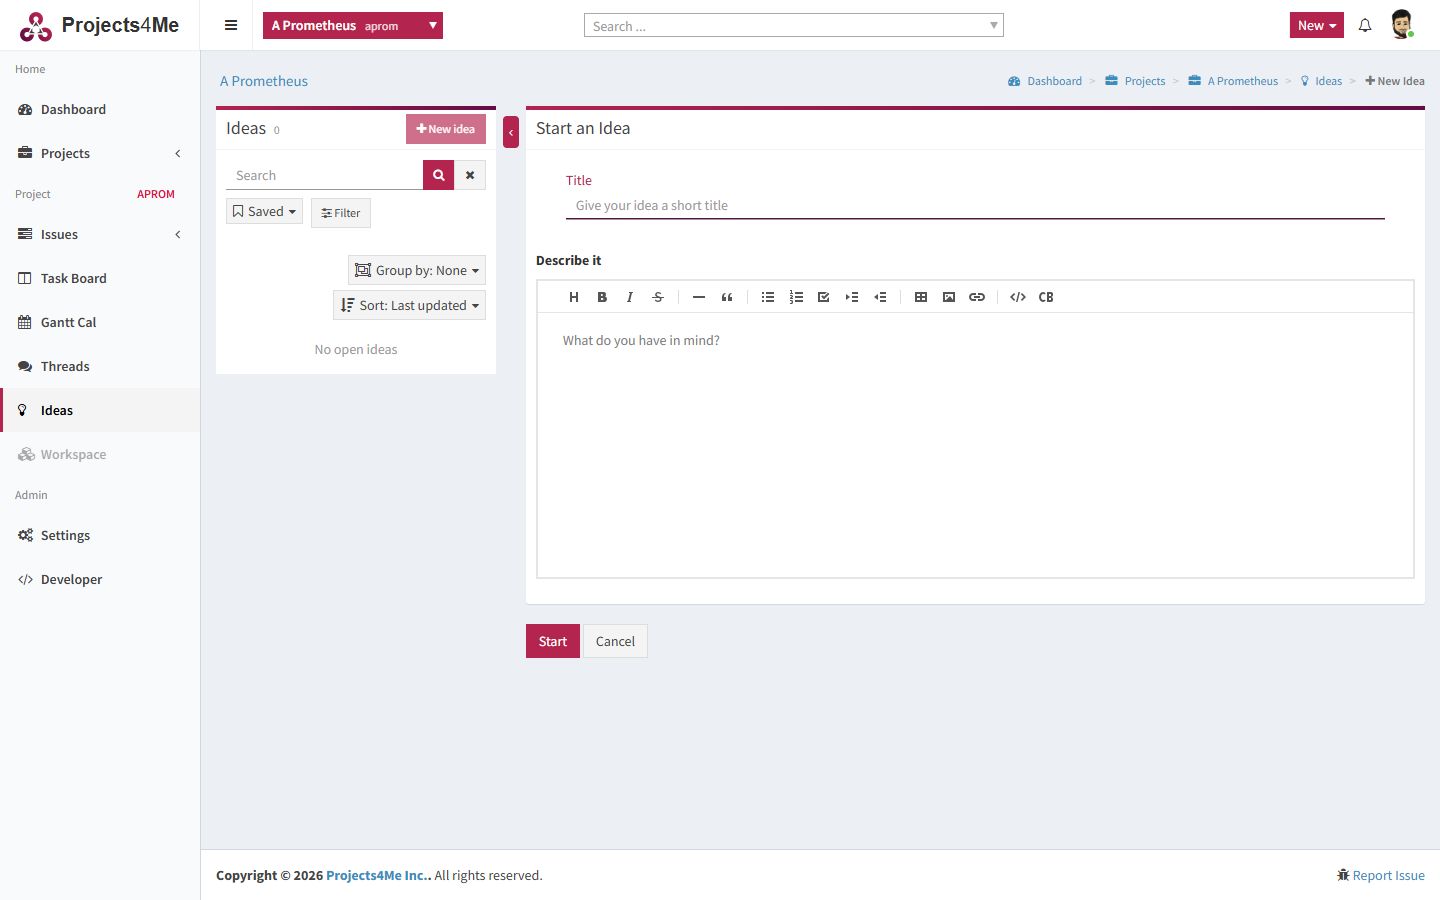 Projects4Me
A Prometheus aprom
Search ...
New
Home
Dashboard
Projects
Project APROM
Issues
Task Board
Gantt Cal
Threads
Ideas
Workspace
Admin
Settings
Developer
A Prometheus
Dashboard > Projects > A Prometheus > Ideas > New Idea
Ideas 0
New idea
Search
Saved
Filter
Group by: None
Sort: Last updated
No open ideas
Start an Idea
Title
Give your idea a short title
Describe it
H B I S CB
What do you have in mind?
Start
Cancel
Copyright © 2026 Projects4Me Inc.. All rights reserved.
Report Issue